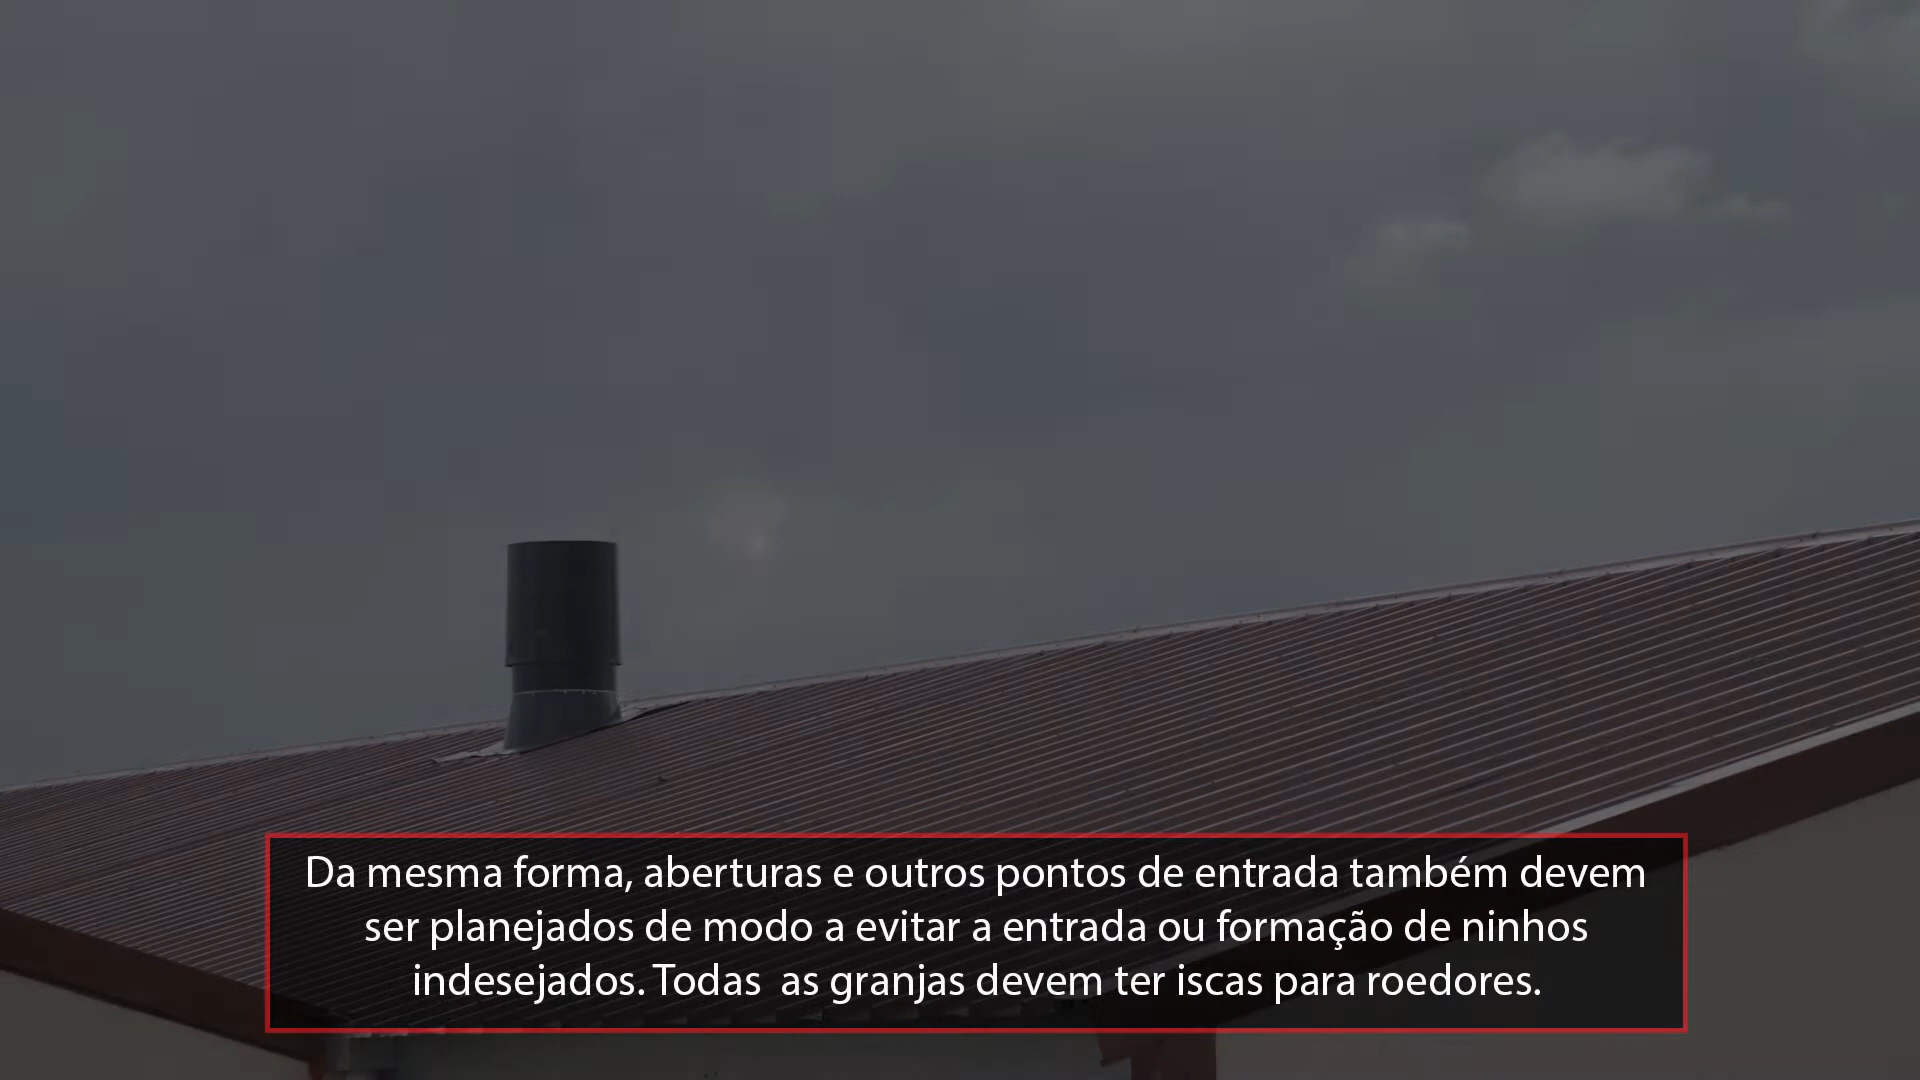 Da mesma forma, aberturas e outros pontos de entrada também devem
ser planejados de modo a evitar a entrada ou formação de ninhos
indesejados. Todas  as granjas devem ter iscas para roedores.